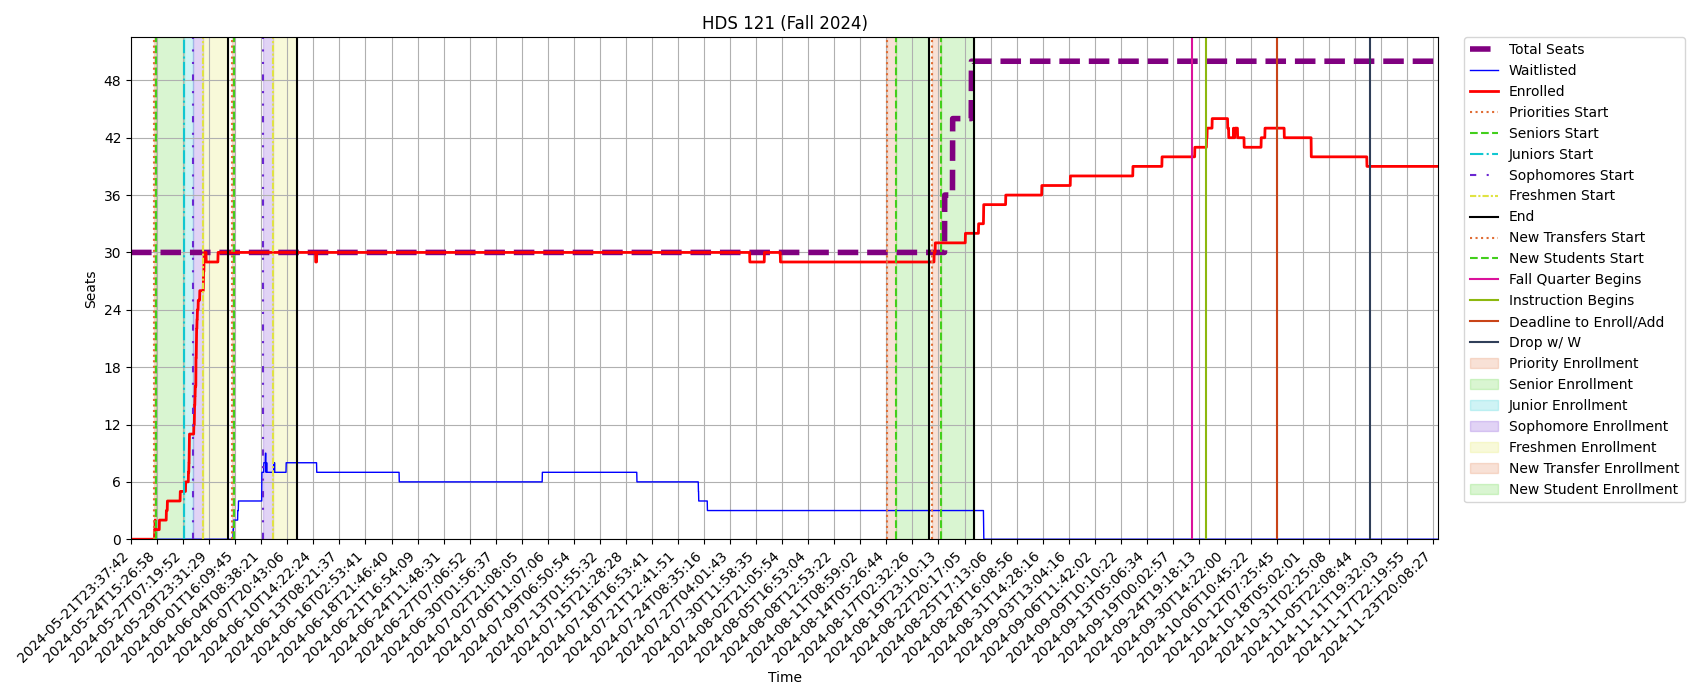 HDS 121 (Fall 2024)
Seats
48
42
36
30
24
18
12
6
0
2024-05-21T23:37:42
2024-05-24T15:26:58
2024-05-27T07:19:52
2024-05-29T23:31:29
2024-06-01T16:09:45
2024-06-04T08:38:21
2024-06-07T00:43:06
2024-06-10T14:22:24
2024-06-13T08:21:37
2024-06-16T02:53:41
2024-06-18T21:46:40
2024-06-21T16:54:09
2024-06-24T11:48:31
2024-06-27T07:06:52
2024-06-30T01:56:37
2024-07-02T21:08:05
2024-07-06T11:07:06
2024-07-09T06:50:54
2024-07-13T01:55:32
2024-07-15T21:28:28
2024-07-18T16:53:41
2024-07-21T12:41:51
2024-07-24T08:35:16
2024-07-27T04:01:43
2024-07-30T11:58:35
2024-08-02T21:05:54
2024-08-05T16:53:04
2024-08-08T12:53:22
2024-08-11T08:59:02
2024-08-14T05:26:44
2024-08-17T02:32:26
2024-08-19T23:10:13
2024-08-22T20:17:05
2024-08-25T17:13:06
2024-08-28T16:08:56
2024-08-31T14:28:16
2024-09-03T13:04:16
2024-09-06T11:42:02
2024-09-09T10:10:22
2024-09-13T05:06:34
2024-09-19T00:02:57
2024-09-24T19:18:13
2024-09-30T14:22:00
2024-10-06T10:45:22
2024-10-12T07:25:45
2024-10-18T05:02:01
2024-10-31T02:25:08
2024-11-05T22:08:44
2024-11-11T19:32:03
2024-11-17T22:19:55
2024-11-23T20:08:27
Time
Total Seats
Waitlisted
Enrolled
Priorities Start
Seniors Start
Juniors Start
Sophomores Start
Freshmen Start
End
New Transfers Start
New Students Start
Fall Quarter Begins
Instruction Begins
Deadline to Enroll/Add
Drop w/ W
Priority Enrollment
Senior Enrollment
Junior Enrollment
Sophomore Enrollment
Freshmen Enrollment
New Transfer Enrollment
New Student Enrollment